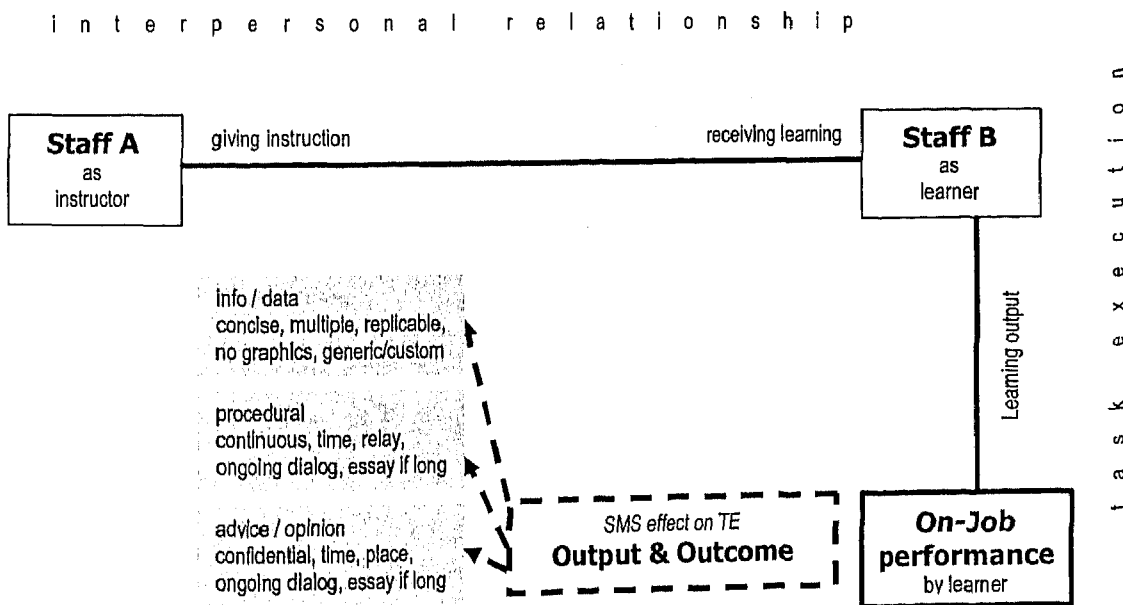 interpersonal relationship
task execution
Staff A
as
instructor
giving instruction
receiving learning
Staff B
as
learner
info / data
concise, multiple, replicable,
no graphics, generic/custom
procedural
continuous, time, relay,
ongoing dialog, essay if long
advice / opinion
confidential, time, place,
ongoing dialog, essay if long
Learning output
SMS effect on TE
Output & Outcome
On-Job
performance
by learner